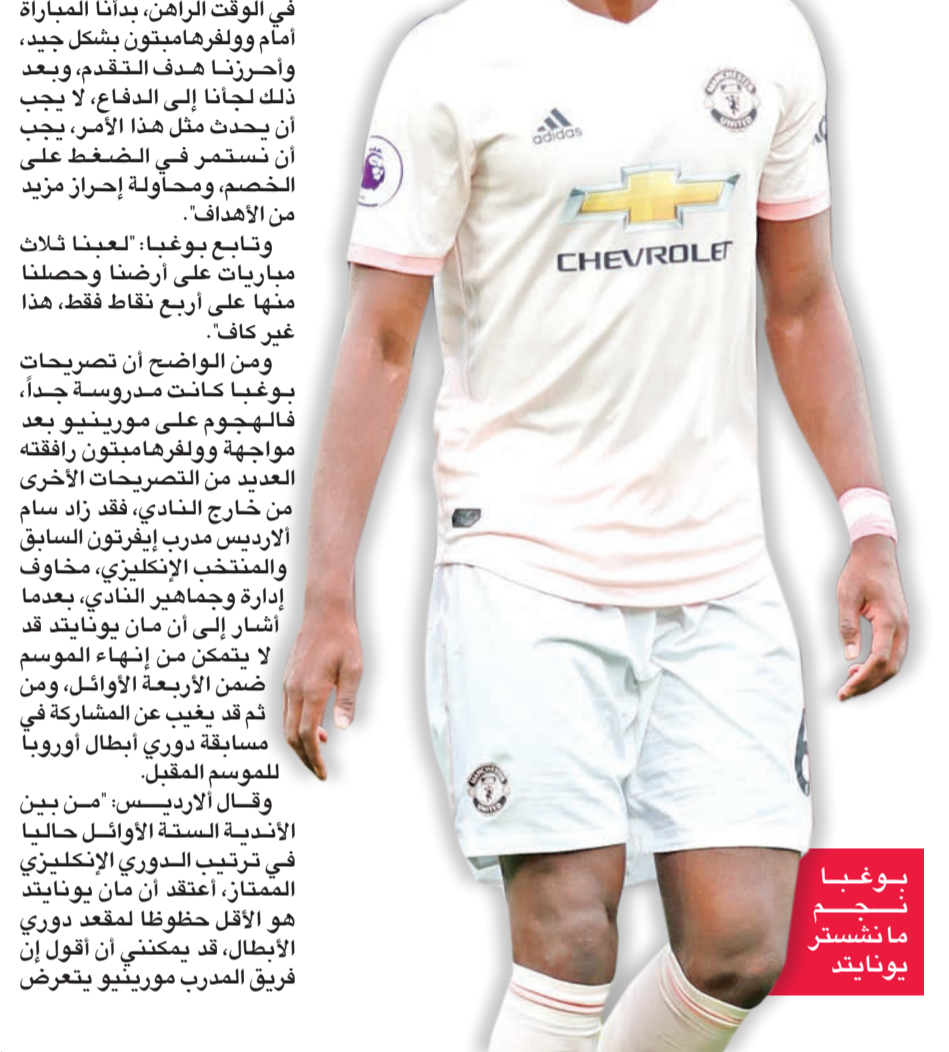 في الوقت الراهن، بدأنا المباراة
أمام وولفرهامبتون بشكل جيد،
وأحرزنا هدف التقدم، وبعد
ذلك لجأنا إلى الدفاع، لا يجب
أن يحدث مثل هذا الأمر، يجب
أن نستمر في الضغط على
الخصم، ومحاولة إحراز مزيد
من الأهداف".
وتابع بوغبا: "لعبنا ثلاث
مباريات على أرضنا وحصلنا
منها على أربع نقاط فقط، هذا
غير كاف".
ومن الواضح أن تصريحات
بوغبا كانت مدروسة جداً،
فالهجوم على مورينيو بعد
مواجهة وولفرهامبتون رافقته
العديد من التصريحات الأخرى
من خارج النادي، فقد زاد سام
ألارديس مدرب إيفرتون السابق
والمنتخب الإنكليزي، مخاوف
إدارة وجماهير النادي، بعدما
أشار إلى أن مان يونايتد قد
لا يتمكن من إنهاء الموسم
ضمن الأربعة الأوائل، ومن
ثم قد يغيب عن المشاركة في
مسابقة دوري أبطال أوروبا
للموسم المقبل.
وقال ألارديس: "من بين
الأندية الستة الأوائل حاليا
في ترتيب الدوري الإنكليزي
الممتاز، أعتقد أن مان يونايتد
هو الأقل حظوظا لمقعد دوري
الأبطال، قد يمكنني أن أقول إن
فريق المدرب مورينيو يتعرض
MANCHESTER
UNITED
adidas
CHEVROLET
MANCHESTER
UNITED
6
بوغبا
نجم
مانشستر
يونايتد